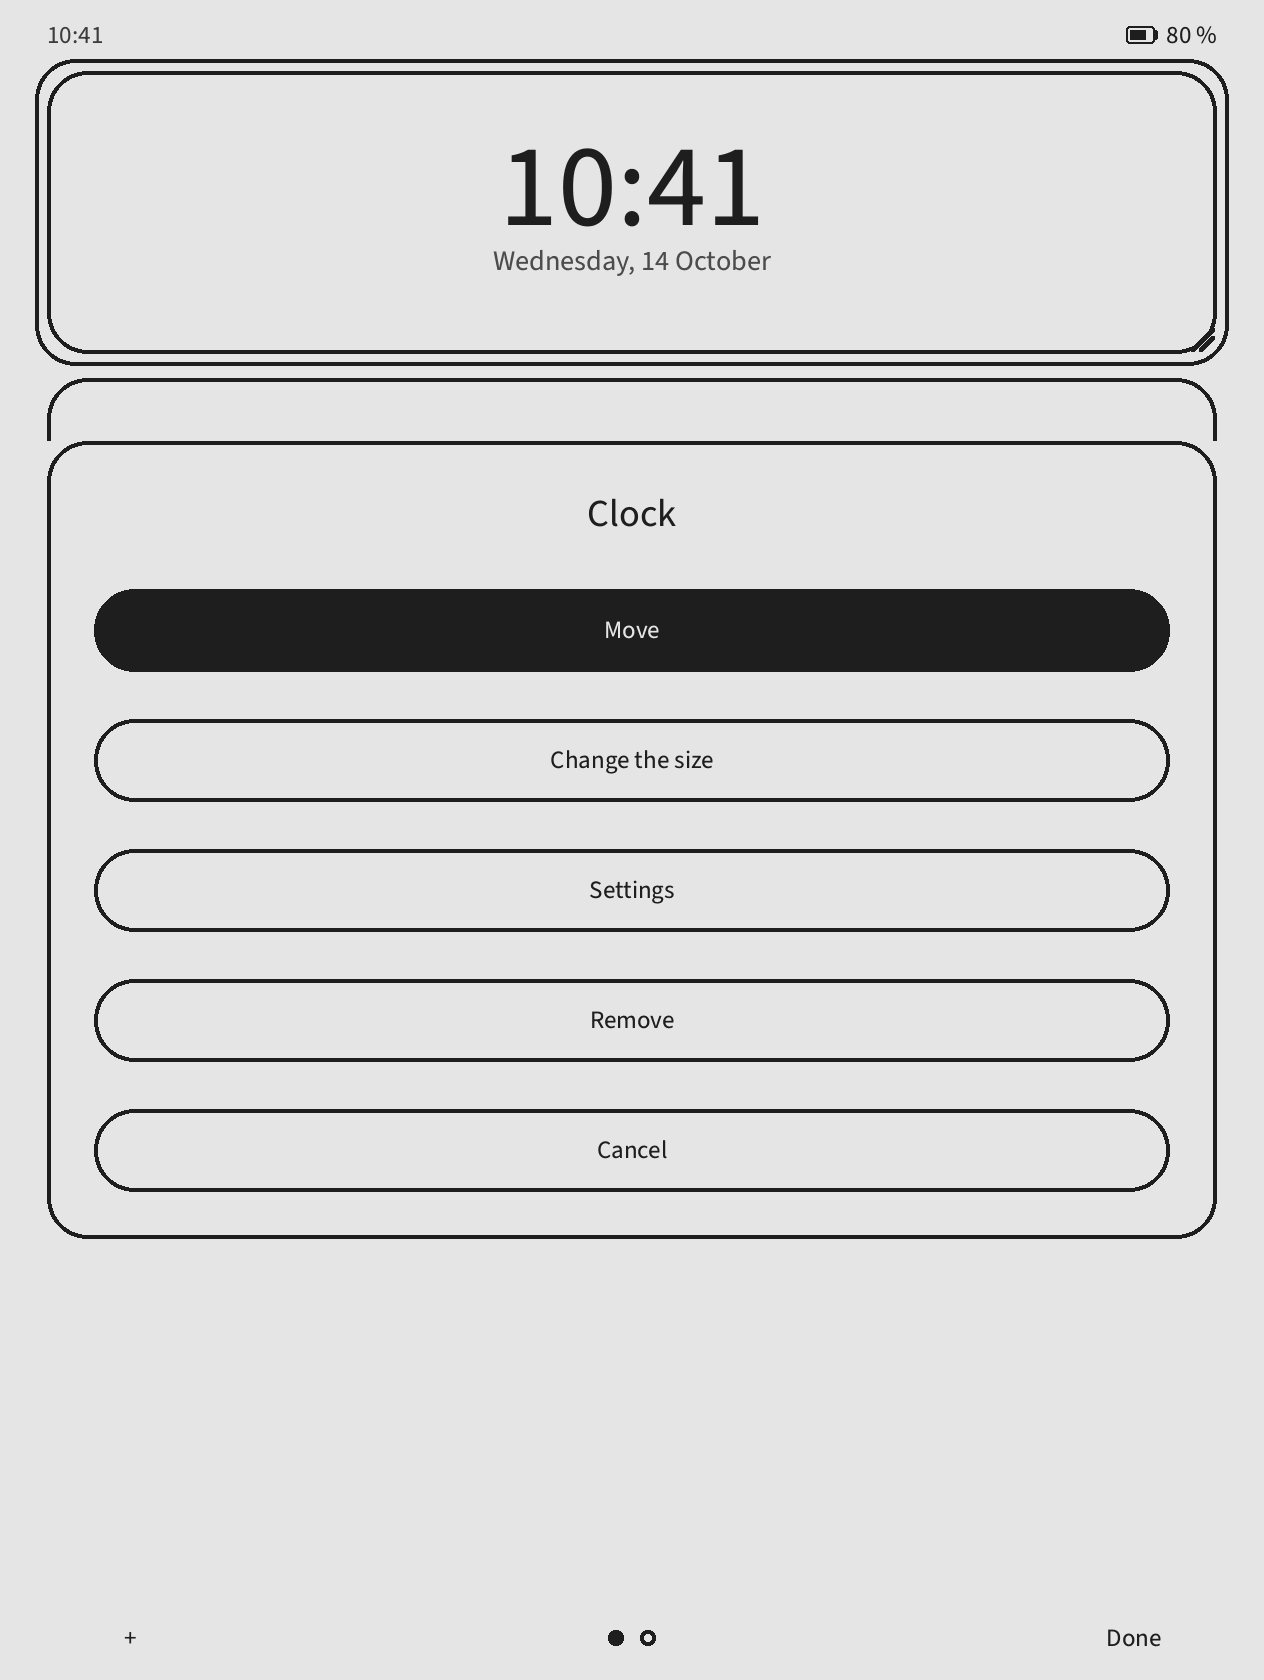 10:41
80 %
10:41
Wednesday, 14 October
Clock
Move
Change the size
Settings
Remove
Cancel
+
Done